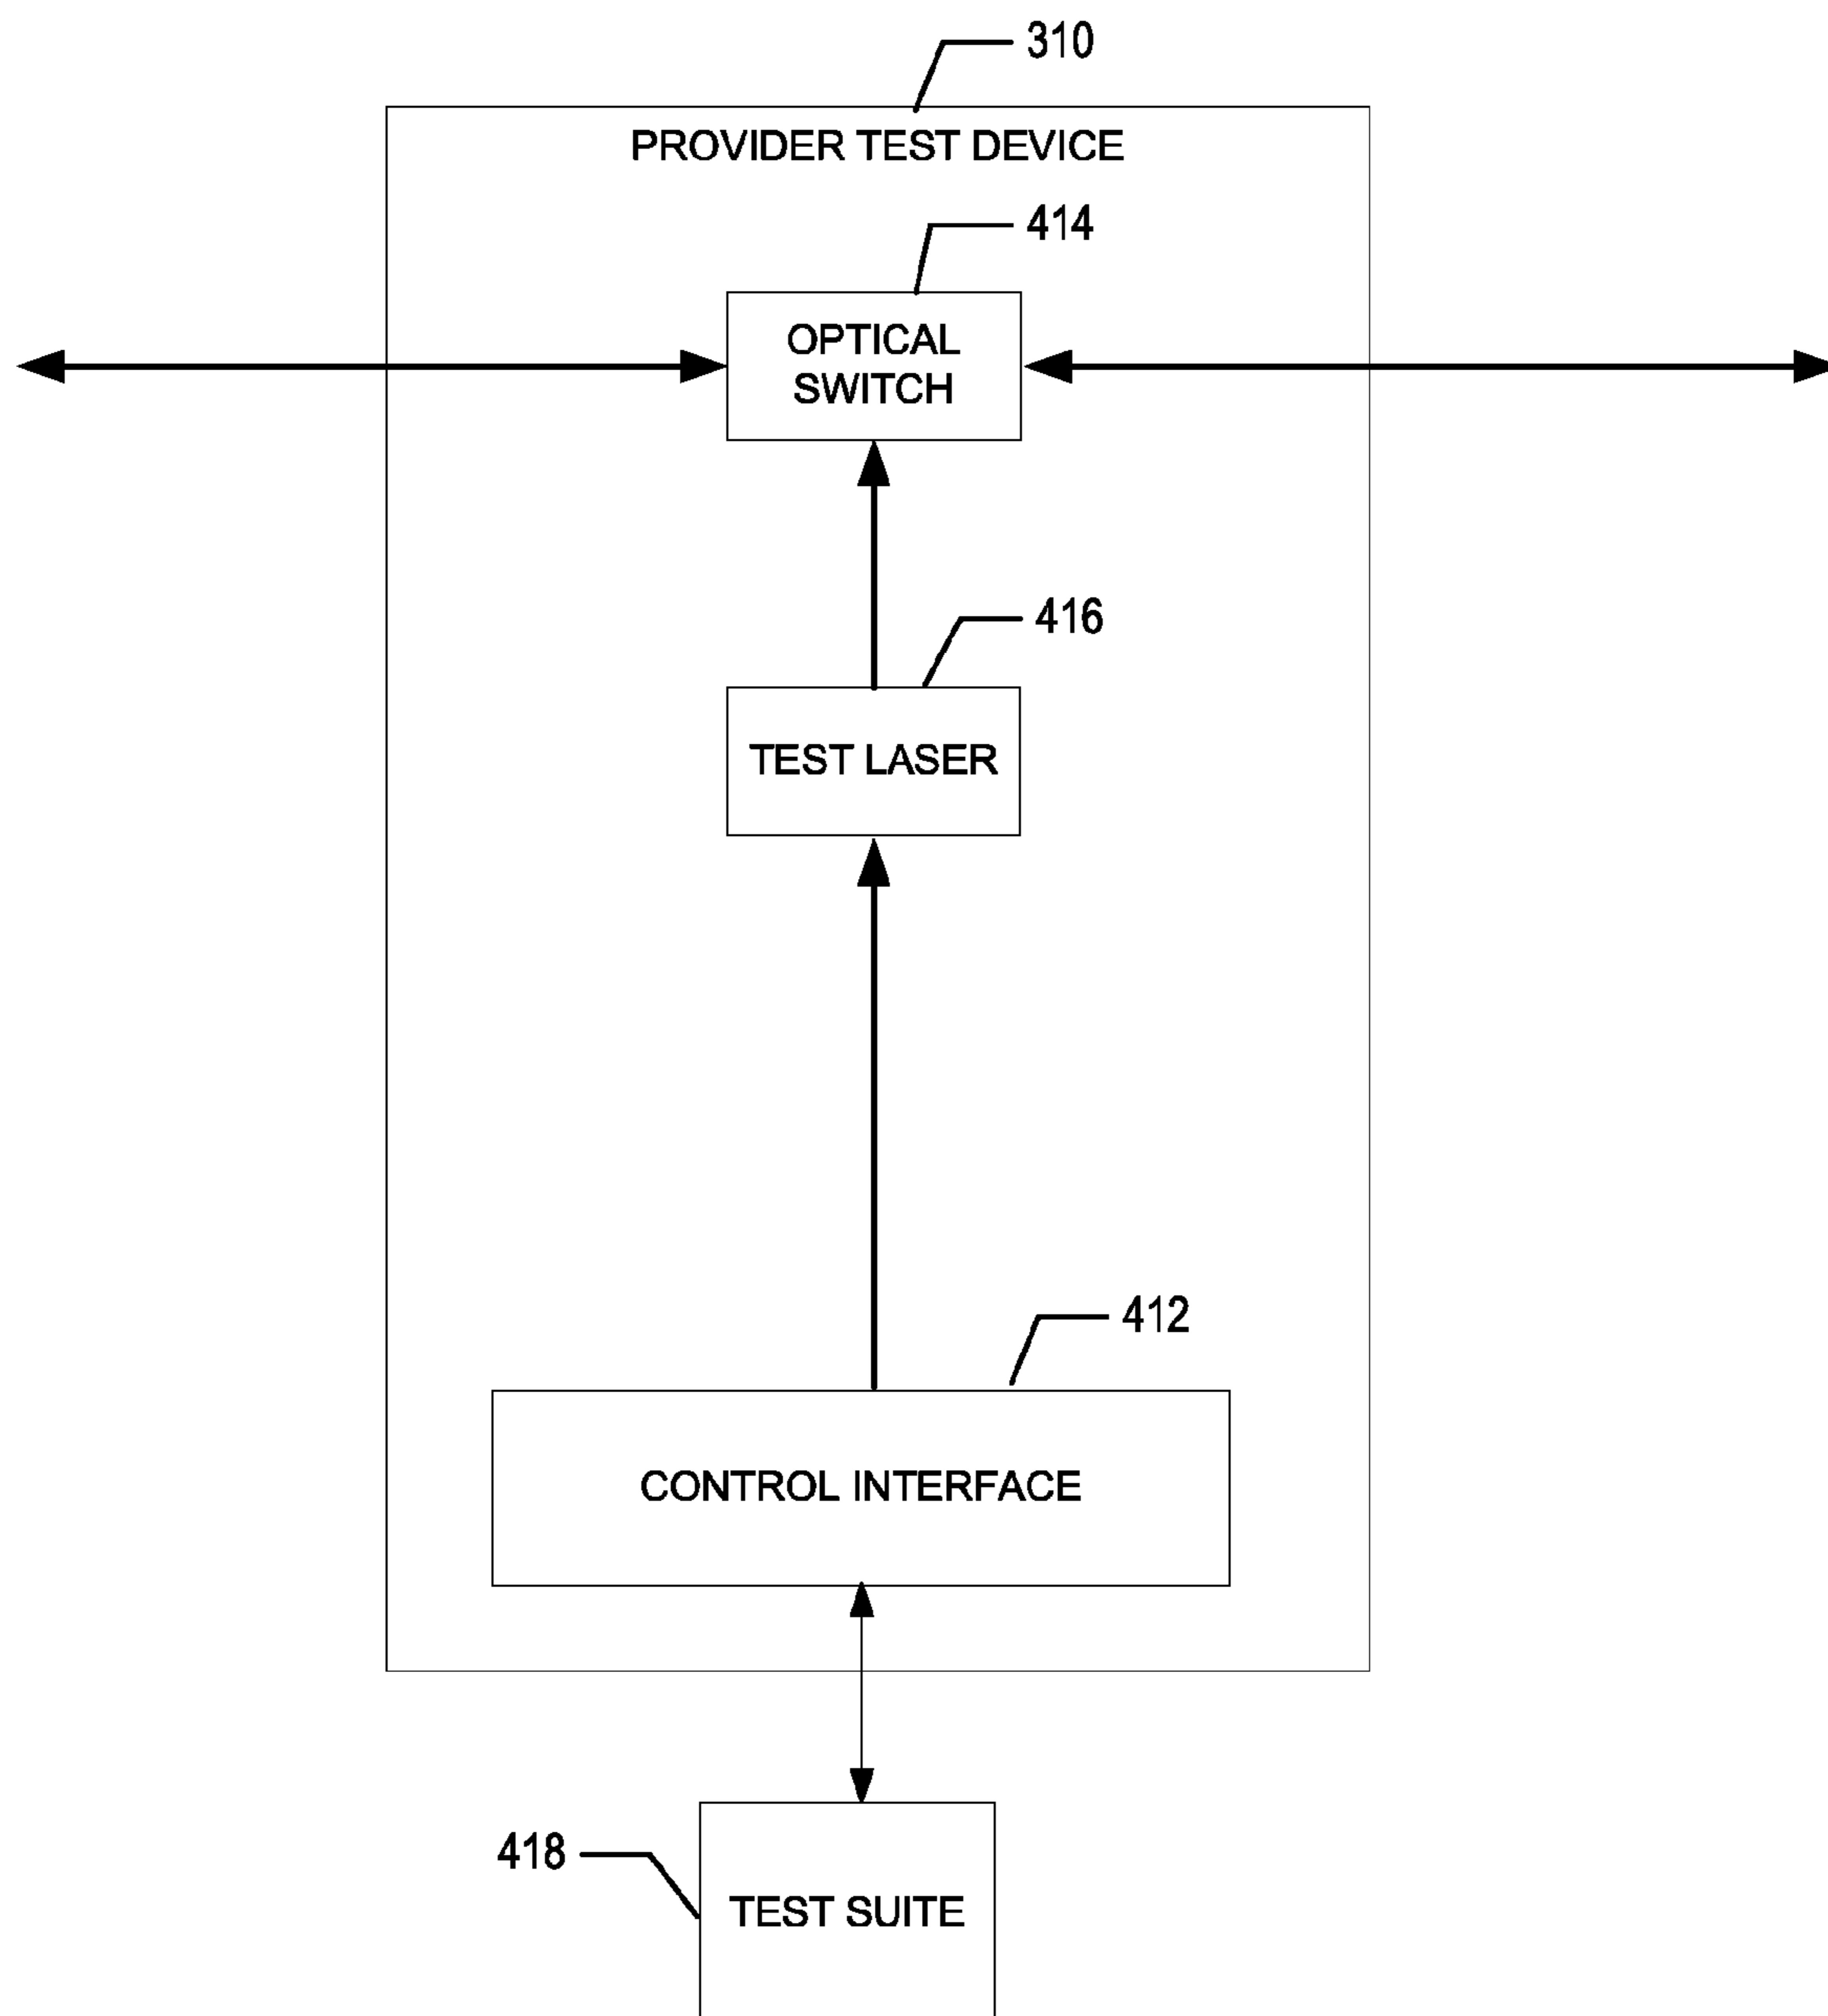 310
PROVIDER TEST DEVICE
414
OPTICAL
SWITCH
416
TEST LASER
412
CONTROL INTERFACE
418
TEST SUITE